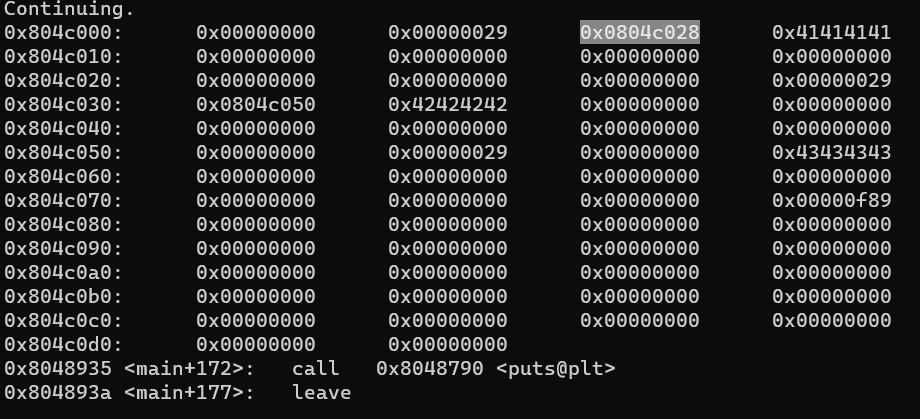 Continuing.
0x804c000: 0x00000000 0x00000029 0x0804c028 0x41414141
0x804c010: 0x00000000 0x00000000 0x00000000 0x00000000
0x804c020: 0x00000000 0x00000000 0x00000000 0x00000029
0x804c030: 0x0804c050 0x42424242 0x00000000 0x00000000
0x804c040: 0x00000000 0x00000000 0x00000000 0x00000000
0x804c050: 0x00000000 0x00000029 0x00000000 0x43434343
0x804c060: 0x00000000 0x00000000 0x00000000 0x00000000
0x804c070: 0x00000000 0x00000000 0x00000000 0x00000f89
0x804c080: 0x00000000 0x00000000 0x00000000 0x00000000
0x804c090: 0x00000000 0x00000000 0x00000000 0x00000000
0x804c0a0: 0x00000000 0x00000000 0x00000000 0x00000000
0x804c0b0: 0x00000000 0x00000000 0x00000000 0x00000000
0x804c0c0: 0x00000000 0x00000000 0x00000000 0x00000000
0x804c0d0: 0x00000000 0x00000000
0x8048935 <main+172>: call 0x8048790 <puts@plt>
0x804893a <main+177>: leave